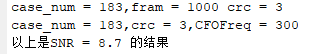 case_num = 183,fram = 1000 crc = 3
case_num = 183,crc = 3,CFOFreq = 300
以上是SNR = 8.7 的结果